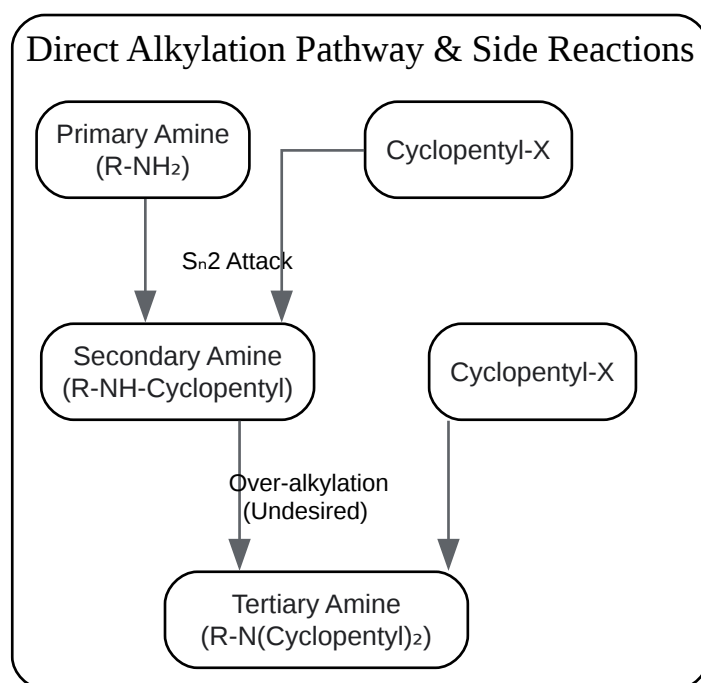 Direct Alkylation Pathway & Side Reactions
Primary Amine
(R-NH₂)
Cyclopentyl-X
Sₙ2 Attack
Secondary Amine
(R-NH-Cyclopentyl)
Cyclopentyl-X
Over-alkylation
(Undesired)
Tertiary Amine
(R-N(Cyclopentyl)₂)